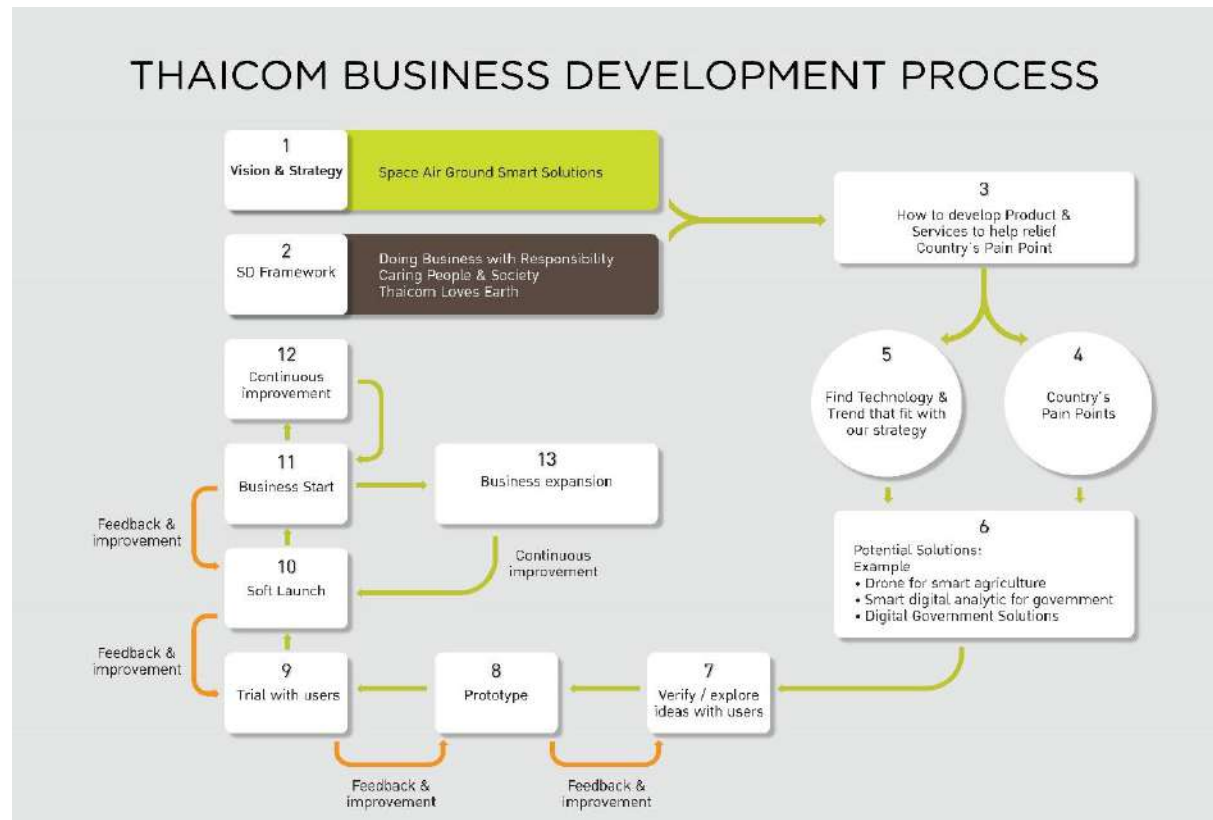 THAICOM BUSINESS DEVELOPMENT PROCESS
1
Vision & Strategy
Space Air Ground Smart Solutions
2
SD Framework
Doing Business with Responsibility
Caring People & Society
Thaicom Loves Earth
3
How to develop Product &
Services to help relief
Country's Pain Point
5
Find Technology &
Trend that fit with
our strategy
4
Country's
Pain Points
6
Potential Solutions:
Example
• Drone for smart agriculture
• Smart digital analytic for government
• Digital Government Solutions
7
Verify / explore
ideas with users
8
Prototype
9
Trial with users
10
Soft Launch
11
Business Start
12
Continuous
improvement
13
Business expansion
Continuous
improvement
Feedback &
improvement
Feedback &
improvement
Feedback &
improvement
Feedback &
improvement